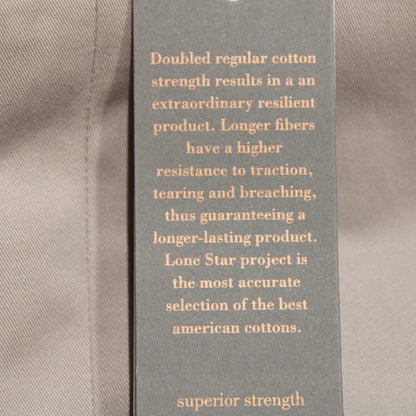 Doubled regular cotton
strength results in a an
extraordinary resilient
product. Longer fibers
have a higher
resistance to traction,
tearing and breaching,
thus guaranteeing a
longer-lasting product.
Lone Star project is
the most accurate
selection of the best
american cottons.
superior strength